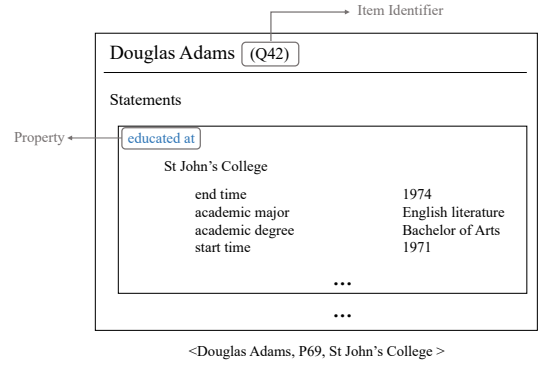 Item Identifier
Douglas Adams (Q42)
Statements
Property
educated at
St John's College
end time 1974
academic major English literature
academic degree Bachelor of Arts
start time 1971
...
...
<Douglas Adams, P69, St John's College >